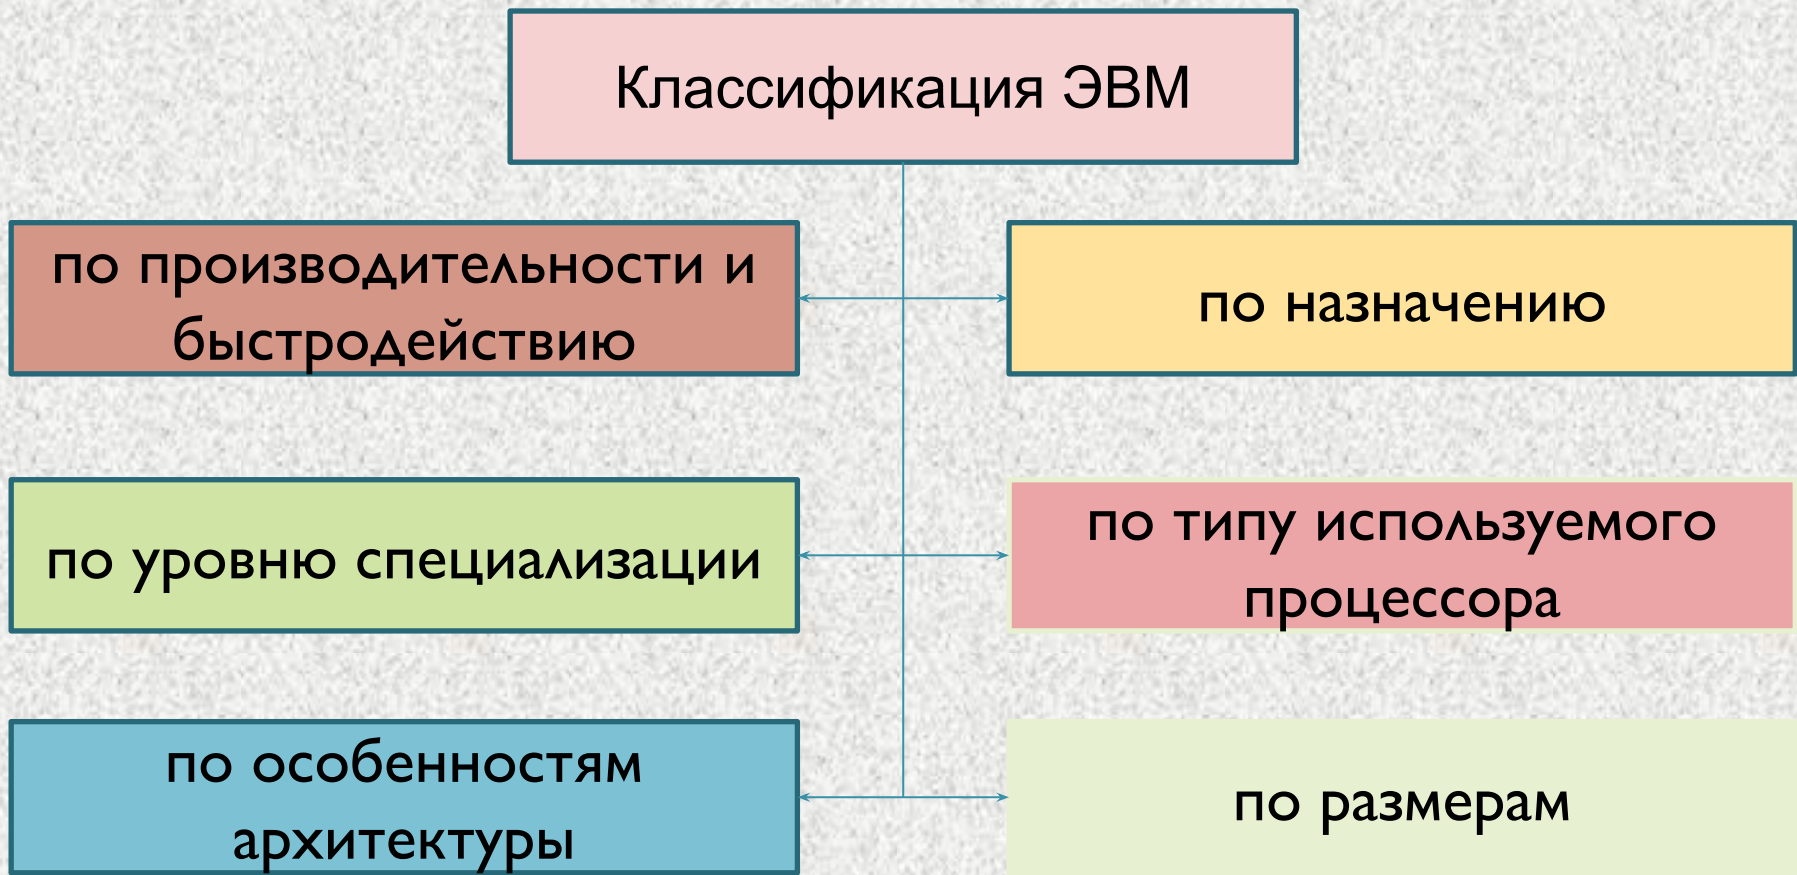 Классификация ЭВМ
по производительности и
быстродействию
по назначению
по уровню специализации
по типу используемого
процессора
по особенностям
архитектуры
по размерам